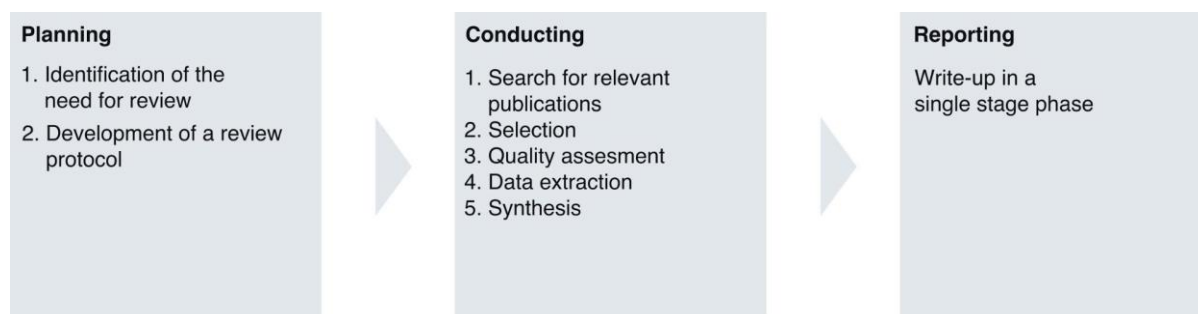 Planning
1. Identification of the
need for review
2. Development of a review
protocol
Conducting
1. Search for relevant
publications
2. Selection
3. Quality assesment
4. Data extraction
5. Synthesis
Reporting
Write-up in a
single stage phase